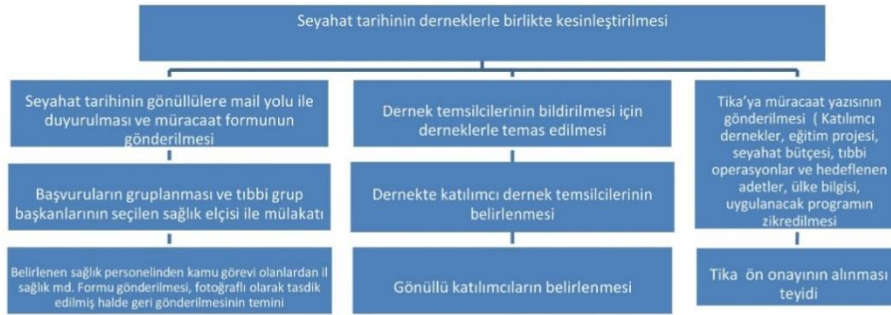 Seyahat tarihinin derneklerle birlikte kesinleştirilmesi
Seyahat tarihinin gönüllülere mail yolu ile
duyurulması ve müracaat formunun
gönderilmesi
Başvuruların gruplanması ve tıbbi grup
başkanlarının seçilen sağlık elçisi ile mülakatı
Belirlenen sağlık personelinden kamu görevi olanlardan il
sağlık md. Formu gönderilmesi, fotoğraflı olarak tasdik
edilmiş halde geri gönderilmesinin temini
Dernek temsilcilerinin bildirilmesi için
derneklerle temas edilmesi
Dernekte katılımcı dernek temsilcilerinin
belirlenmesi
Gönüllü katılımcıların belirlenmesi
Tika'ya müracaat yazısının
gönderilmesi ( Katılımcı
dernekler, eğitim projesi,
seyahat bütçesi, tıbbi
operasyonlar ve hedeflenen
adetler, ülke bilgisi,
uygulanacak programın
zikredilmesi
Tika ön onayının alınması
teyidi